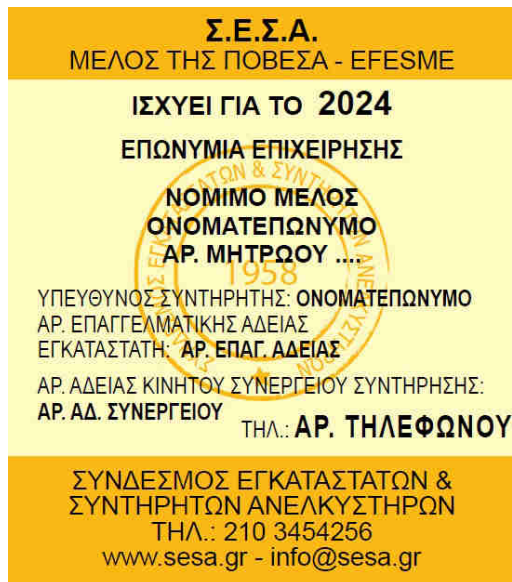 Σ.Ε.Σ.Α.
ΜΕΛΟΣ ΤΗΣ ΠΟΒΕΣΑ - EFESME
ΙΣΧΥΕΙ ΓΙΑ ΤΟ 2024
ΕΠΩΝΥΜΙΑ ΕΠΙΧΕΙΡΗΣΗΣ
ΝΟΜΙΜΟ ΜΕΛΟΣ
ΟΝΟΜΑΤΕΠΩΝΥΜΟ
ΑΡ. ΜΗΤΡΩΟΥ ....
1958
ΥΠΕΥΘΥΝΟΣ ΣΥΝΤΗΡΗΤΗΣ: ΟΝΟΜΑΤΕΠΩΝΥΜΟ
ΑΡ. ΕΠΑΓΓΕΛΜΑΤΙΚΗΣ ΑΔΕΙΑΣ
ΕΓΚΑΤΑΣΤΑΤΗ: ΑΡ. ΕΠΑΓ. ΑΔΕΙΑΣ
ΑΡ. ΑΔΕΙΑΣ ΚΙΝΗΤΟΥ ΣΥΝΕΡΓΕΙΟΥ ΣΥΝΤΗΡΗΣΗΣ:
ΑΡ. ΑΔ. ΣΥΝΕΡΓΕΙΟΥ
ΤΗΛ.: ΑΡ. ΤΗΛΕΦΩΝΟΥ
ΣΥΝΔΕΣΜΟΣ ΕΓΚΑΤΑΣΤΑΤΩΝ &
ΣΥΝΤΗΡΗΤΩΝ ΑΝΕΛΚΥΣΤΗΡΩΝ
ΤΗΛ.: 210 3454256
www.sesa.gr - info@sesa.gr